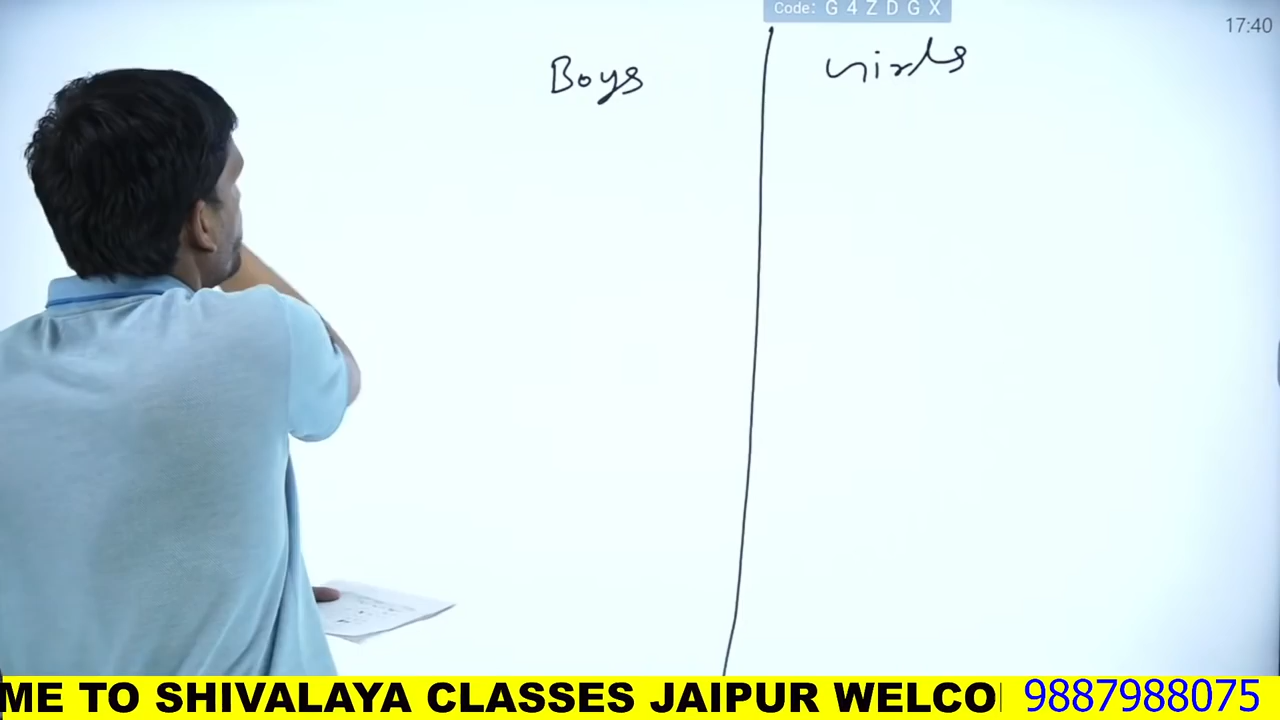 Code: G 4 Z D G X
17:40
Boys
Girls
ME TO SHIVALAYA CLASSES JAIPUR WELCO
9887988075